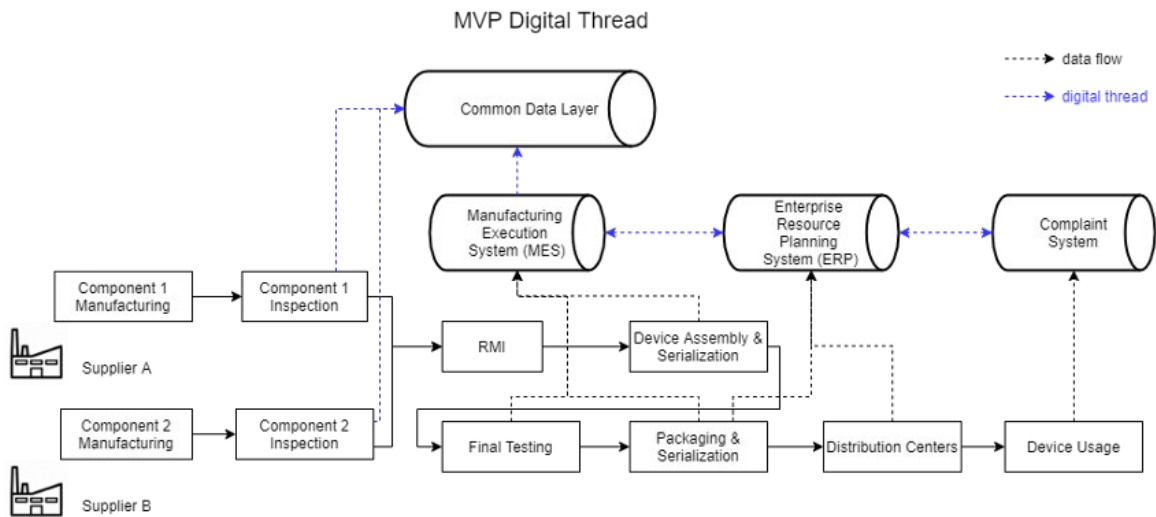 MVP Digital Thread
data flow
digital thread
Common Data Layer
Manufacturing
Execution
System (MES)
Enterprise
Resource
Planning
System (ERP)
Complaint
System
Component 1
Manufacturing
Component 1
Inspection
RMI
Device Assembly &
Serialization
Supplier A
Component 2
Manufacturing
Component 2
Inspection
Final Testing
Packaging &
Serialization
Distribution Centers
Device Usage
Supplier B